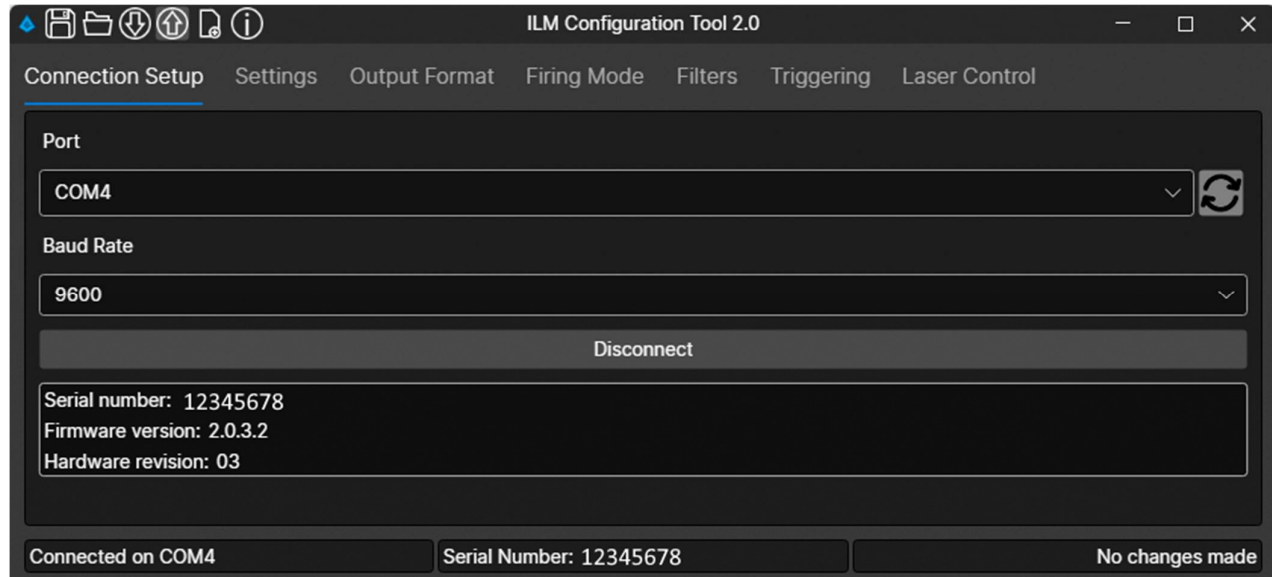 ILM Configuration Tool 2.0
Connection Setup Settings Output Format Firing Mode Filters Triggering Laser Control
Port
COM4
Baud Rate
9600
Disconnect
Serial number: 12345678
Firmware version: 2.0.3.2
Hardware revision: 03
Connected on COM4 Serial Number: 12345678 No changes made